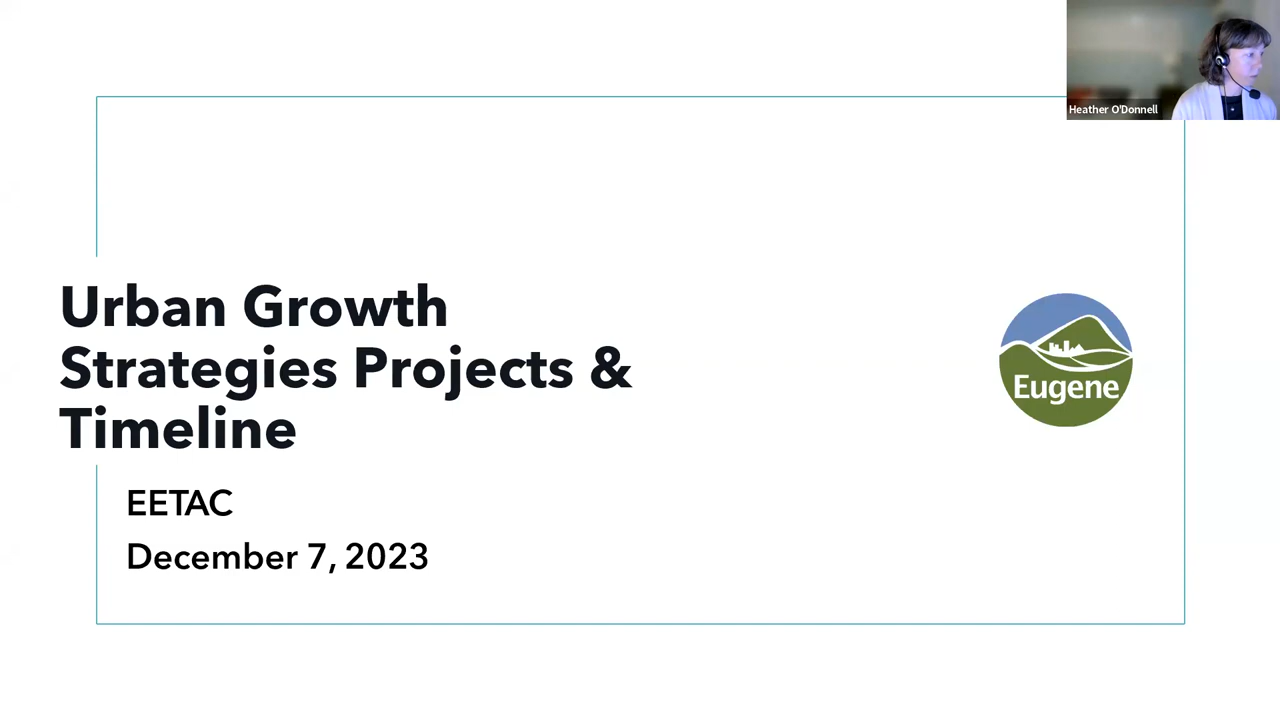 Heather O'Donnell
Urban Growth
Strategies Projects &
Timeline
Eugene
EETAC
December 7, 2023